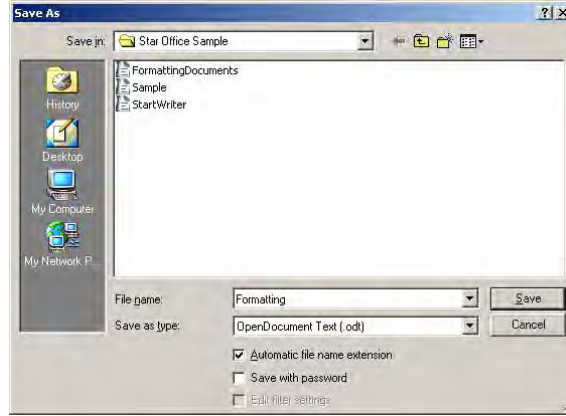 Save As
Save in: Star Office Sample
FormattingDocuments
Sample
StartWriter
History
Desktop
My Computer
My Network P...
File name: Formatting Save
Save as type: OpenDocument Text (.odt) Cancel
Automatic file name extension
Save with password
Edit filter settings